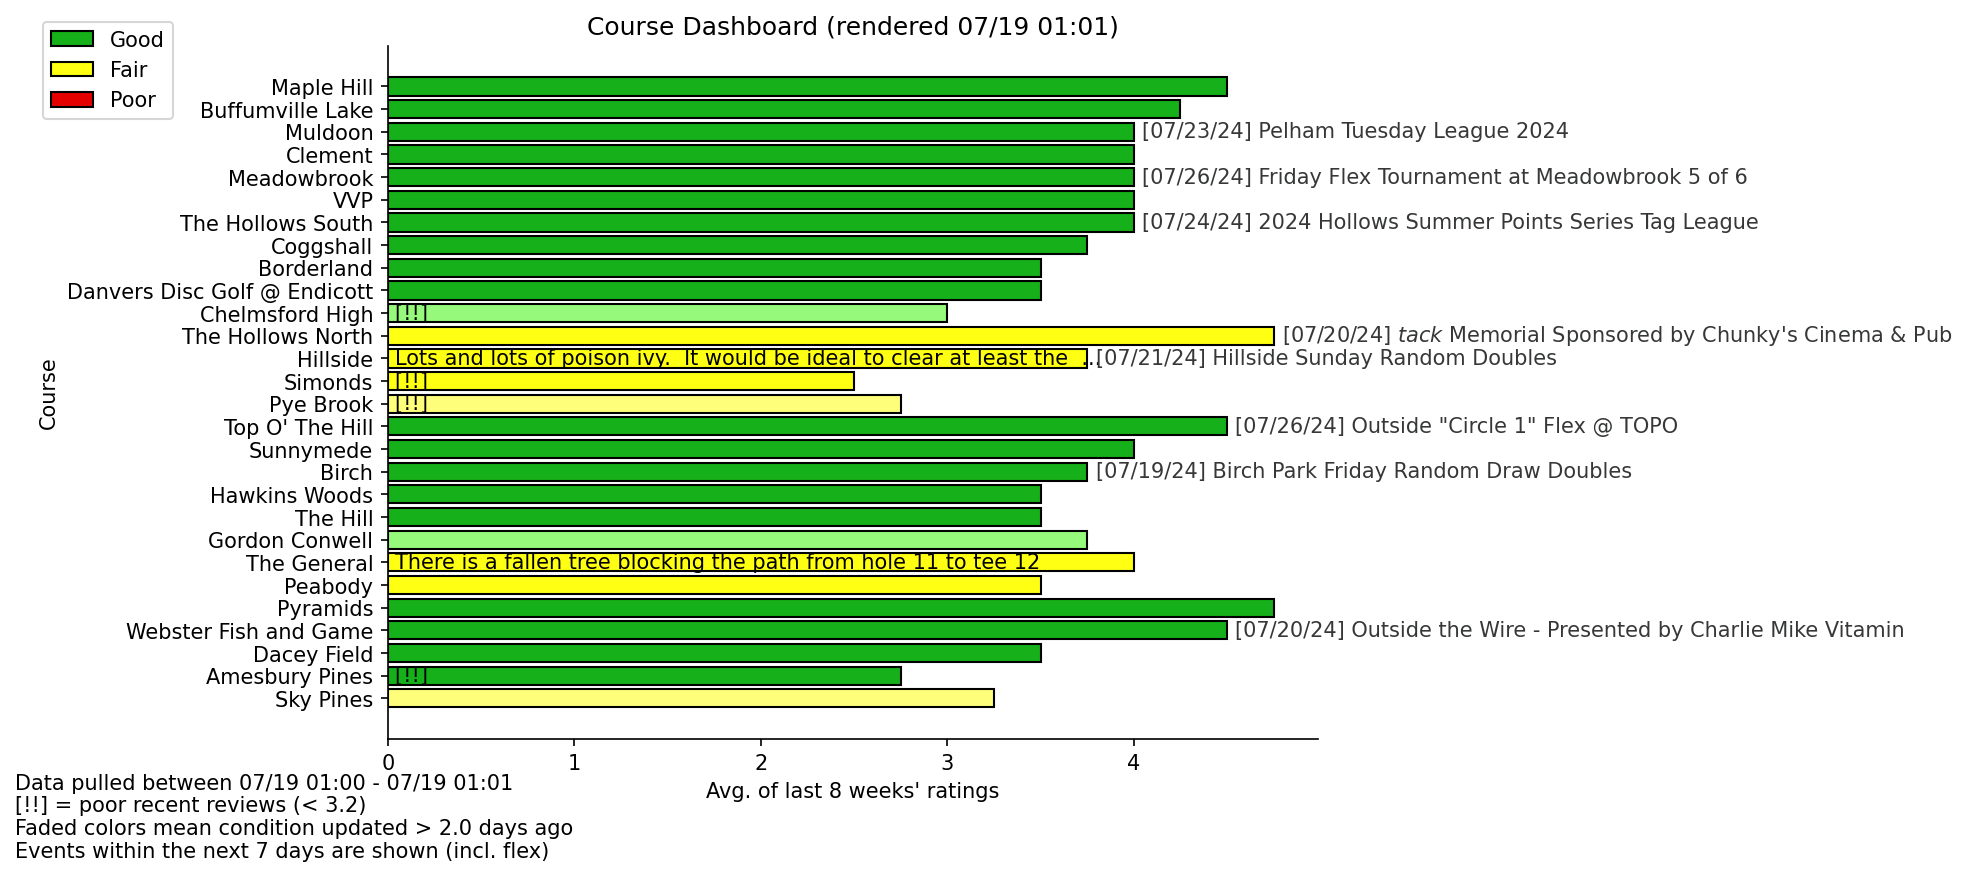 Course Dashboard (rendered 07/19 01:01)
Good
Fair
Poor
Course
Maple Hill
Buffumville Lake
Muldoon [07/23/24] Pelham Tuesday League 2024
Clement
Meadowbrook [07/26/24] Friday Flex Tournament at Meadowbrook 5 of 6
VVP
The Hollows South [07/24/24] 2024 Hollows Summer Points Series Tag League
Coggshall
Borderland
Danvers Disc Golf @ Endicott
Chelmsford High [!!]
The Hollows North [07/20/24] tack Memorial Sponsored by Chunky's Cinema & Pub
Hillside Lots and lots of poison ivy.  It would be ideal to clear at least the  ... [07/21/24] Hillside Sunday Random Doubles
Simonds [!!]
Pye Brook [!!]
Top O' The Hill [07/26/24] Outside "Circle 1" Flex @ TOPO
Sunnymede
Birch [07/19/24] Birch Park Friday Random Draw Doubles
Hawkins Woods
The Hill
Gordon Conwell
The General There is a fallen tree blocking the path from hole 11 to tee 12
Peabody
Pyramids
Webster Fish and Game [07/20/24] Outside the Wire - Presented by Charlie Mike Vitamin
Dacey Field
Amesbury Pines [!!]
Sky Pines
0 1 2 3 4
Avg. of last 8 weeks' ratings
Data pulled between 07/19 01:00 - 07/19 01:01
[!!] = poor recent reviews (< 3.2)
Faded colors mean condition updated > 2.0 days ago
Events within the next 7 days are shown (incl. flex)